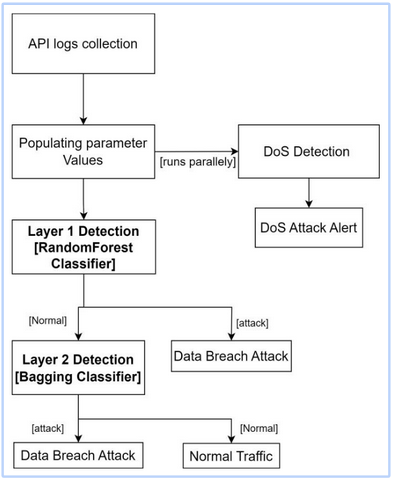 API logs collection
Populating parameter
Values
[runs parallely]
DoS Detection
DoS Attack Alert
Layer 1 Detection
[RandomForest
Classifier]
[Normal]
[attack]
Data Breach Attack
Layer 2 Detection
[Bagging Classifier]
[attack]
[Normal]
Data Breach Attack
Normal Traffic